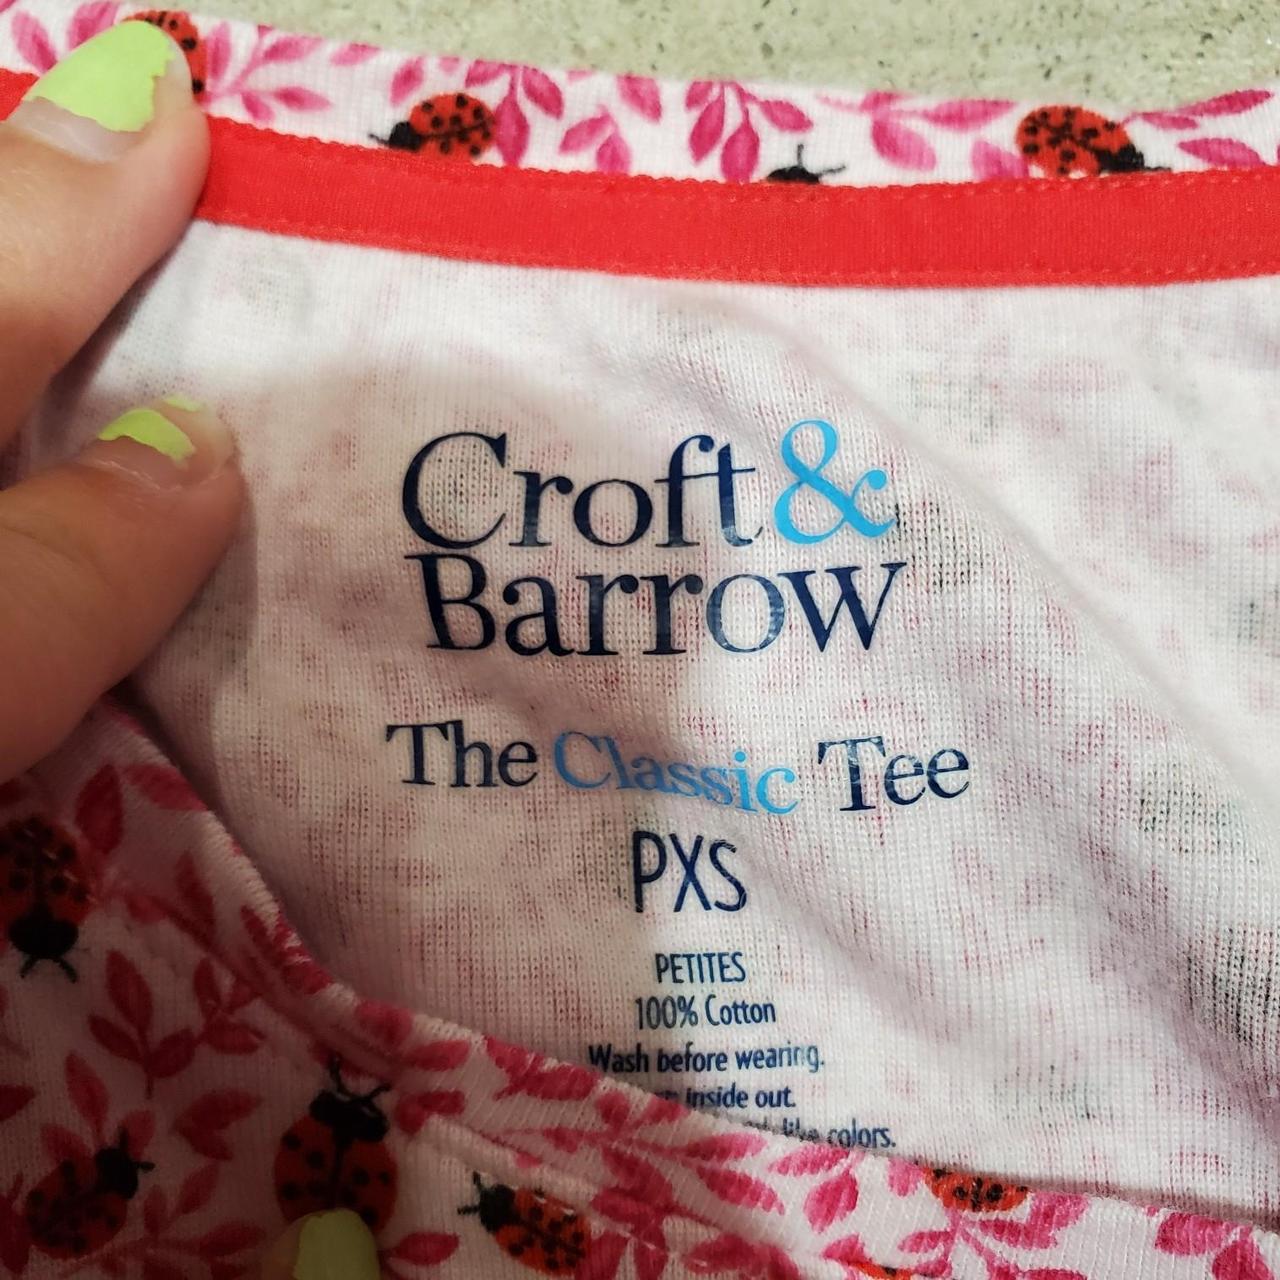 Croft &
Barrow
The Classic Tee
PXS
PETITES
100% Cotton
Wash before wearing.
inside out.
like colors.